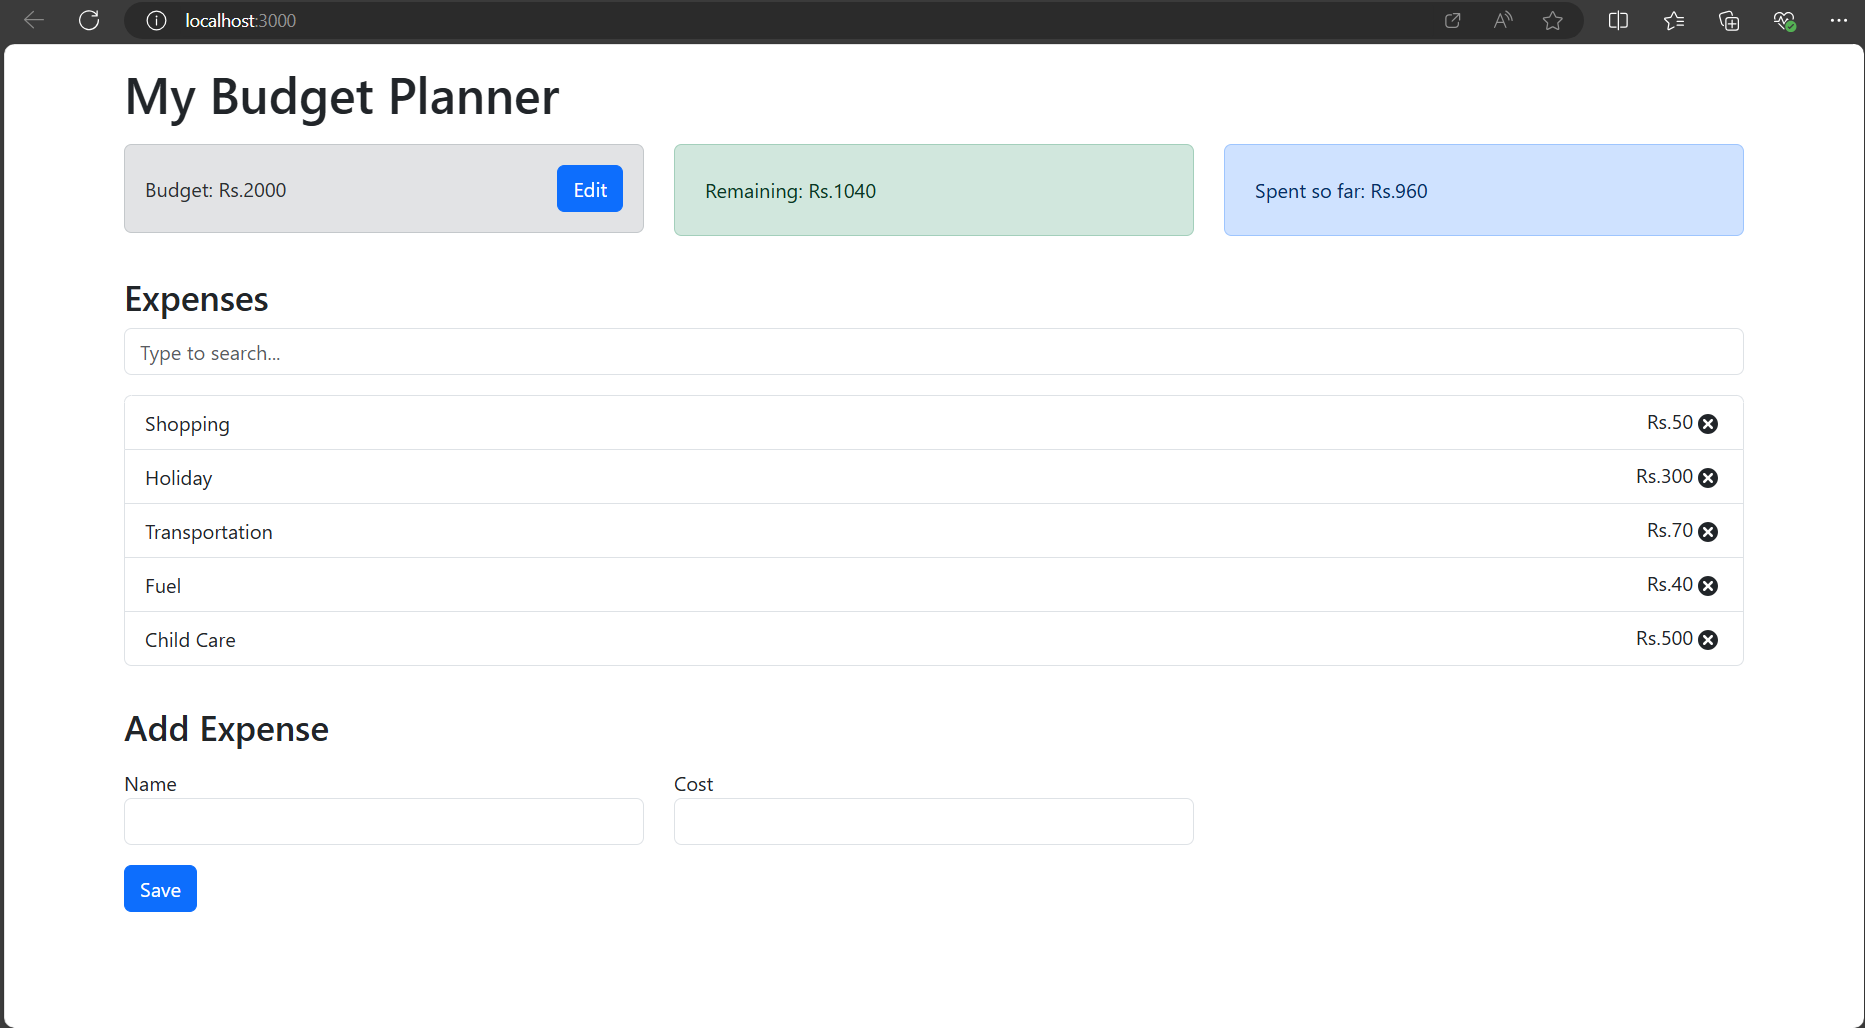 localhost:3000
My Budget Planner
Budget: Rs.2000 Edit Remaining: Rs.1040 Spent so far: Rs.960
Expenses
Type to search...
Shopping Rs.50
Holiday Rs.300
Transportation Rs.70
Fuel Rs.40
Child Care Rs.500
Add Expense
Name Cost
Save